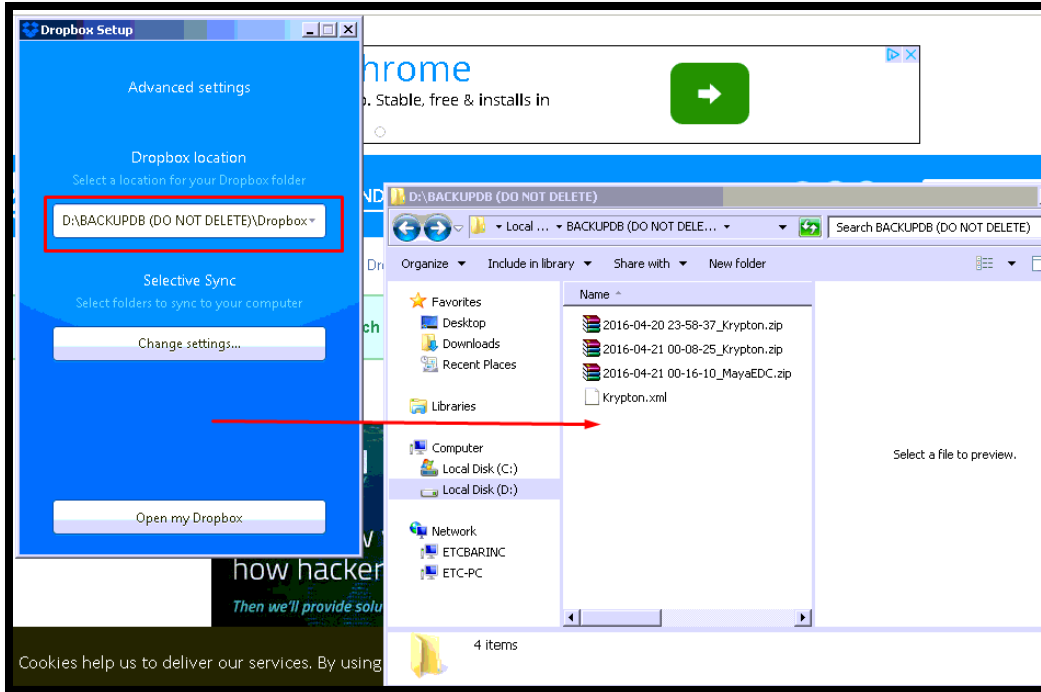 Dropbox Setup
Advanced settings
Dropbox location
Select a location for your Dropbox folder
D:\BACKUPDB (DO NOT DELETE)\Dropbox
Selective Sync
Select folders to sync to your computer
Change settings...
Open my Dropbox
hrome
Stable, free & installs in
D:\BACKUPDB (DO NOT DELETE)
Local ... BACKUPDB (DO NOT DELE...
Search BACKUPDB (DO NOT DELETE)
Organize Include in library Share with New folder
Favorites
Desktop
Downloads
Recent Places
Libraries
Computer
Local Disk (C:)
Local Disk (D:)
Network
ETCBARINC
ETC-PC
Name
2016-04-20 23-58-37_Krypton.zip
2016-04-21 00-08-25_Krypton.zip
2016-04-21 00-16-10_MayaEDC.zip
Krypton.xml
Select a file to preview.
4 items
how hacker
Then we'll provide solu
Cookies help us to deliver our services. By using